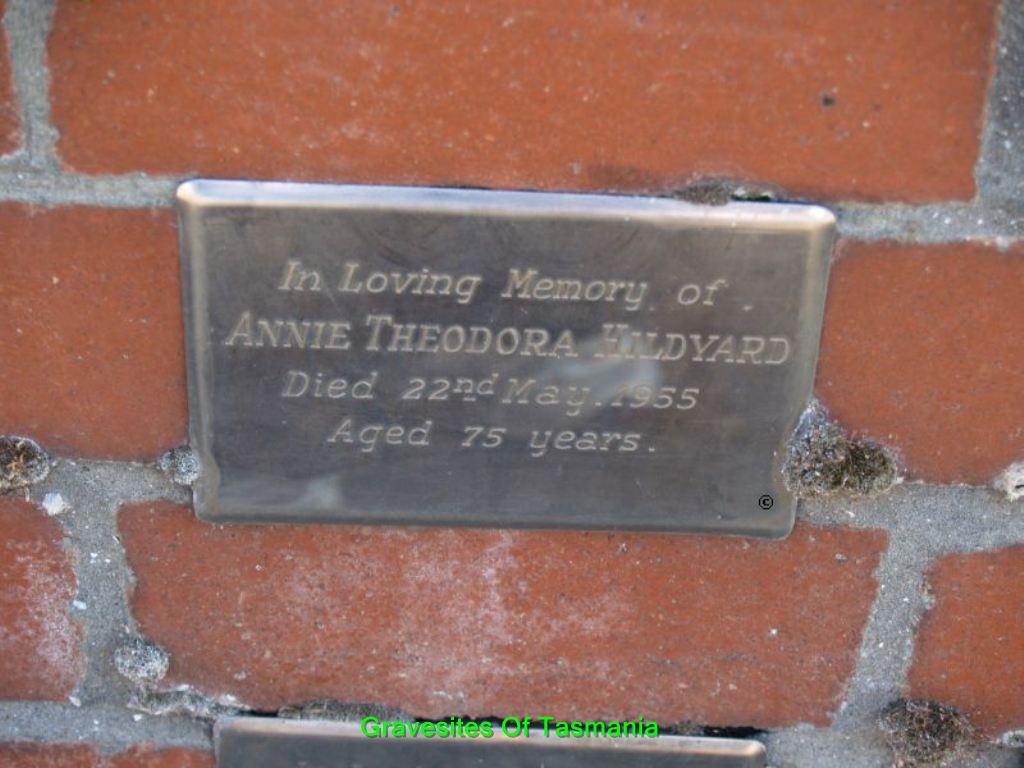 In Loving Memory of
ANNIE THEODORA HILDYARD
Died 22nd May. 1955
Aged 75 years.
©
Gravesites Of Tasmania